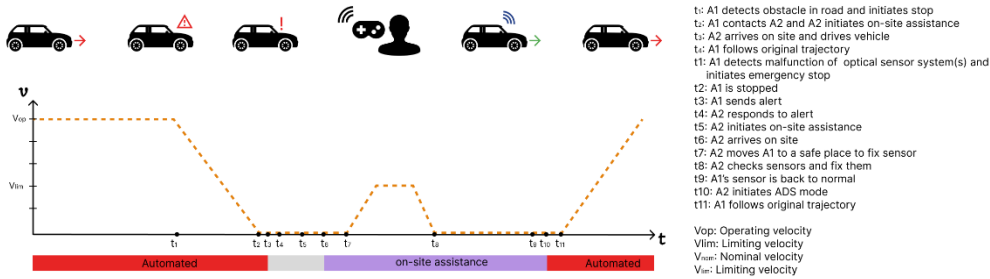 t₁: A1 detects obstacle in road and initiates stop
t₂: A1 contacts A2 and A2 initiates on-site assistance
t₃: A2 arrives on site and drives vehicle
t₄: A1 follows original trajectory
t1: A1 detects malfunction of optical sensor system(s) and
initiates emergency stop
t2: A1 is stopped
t3: A1 sends alert
t4: A2 responds to alert
t5: A2 initiates on-site assistance
t6: A2 arrives on site
t7: A2 moves A1 to a safe place to fix sensor
t8: A2 checks sensors and fix them
t9: A1's sensor is back to normal
t10: A2 initiates ADS mode
t11: A1 follows original trajectory
Vop: Operating velocity
Vlim: Limiting velocity
Vₙₒₘ: Nominal velocity
Vₗᵢₘ: Limiting velocity
!
!
v
Vₒₚ
Vₗᵢₘ
t₁ t₂ t₃ t₄ t₅ t₆ t₇ t₈ t₉ t₁₀ t₁₁ t
Automated on-site assistance Automated